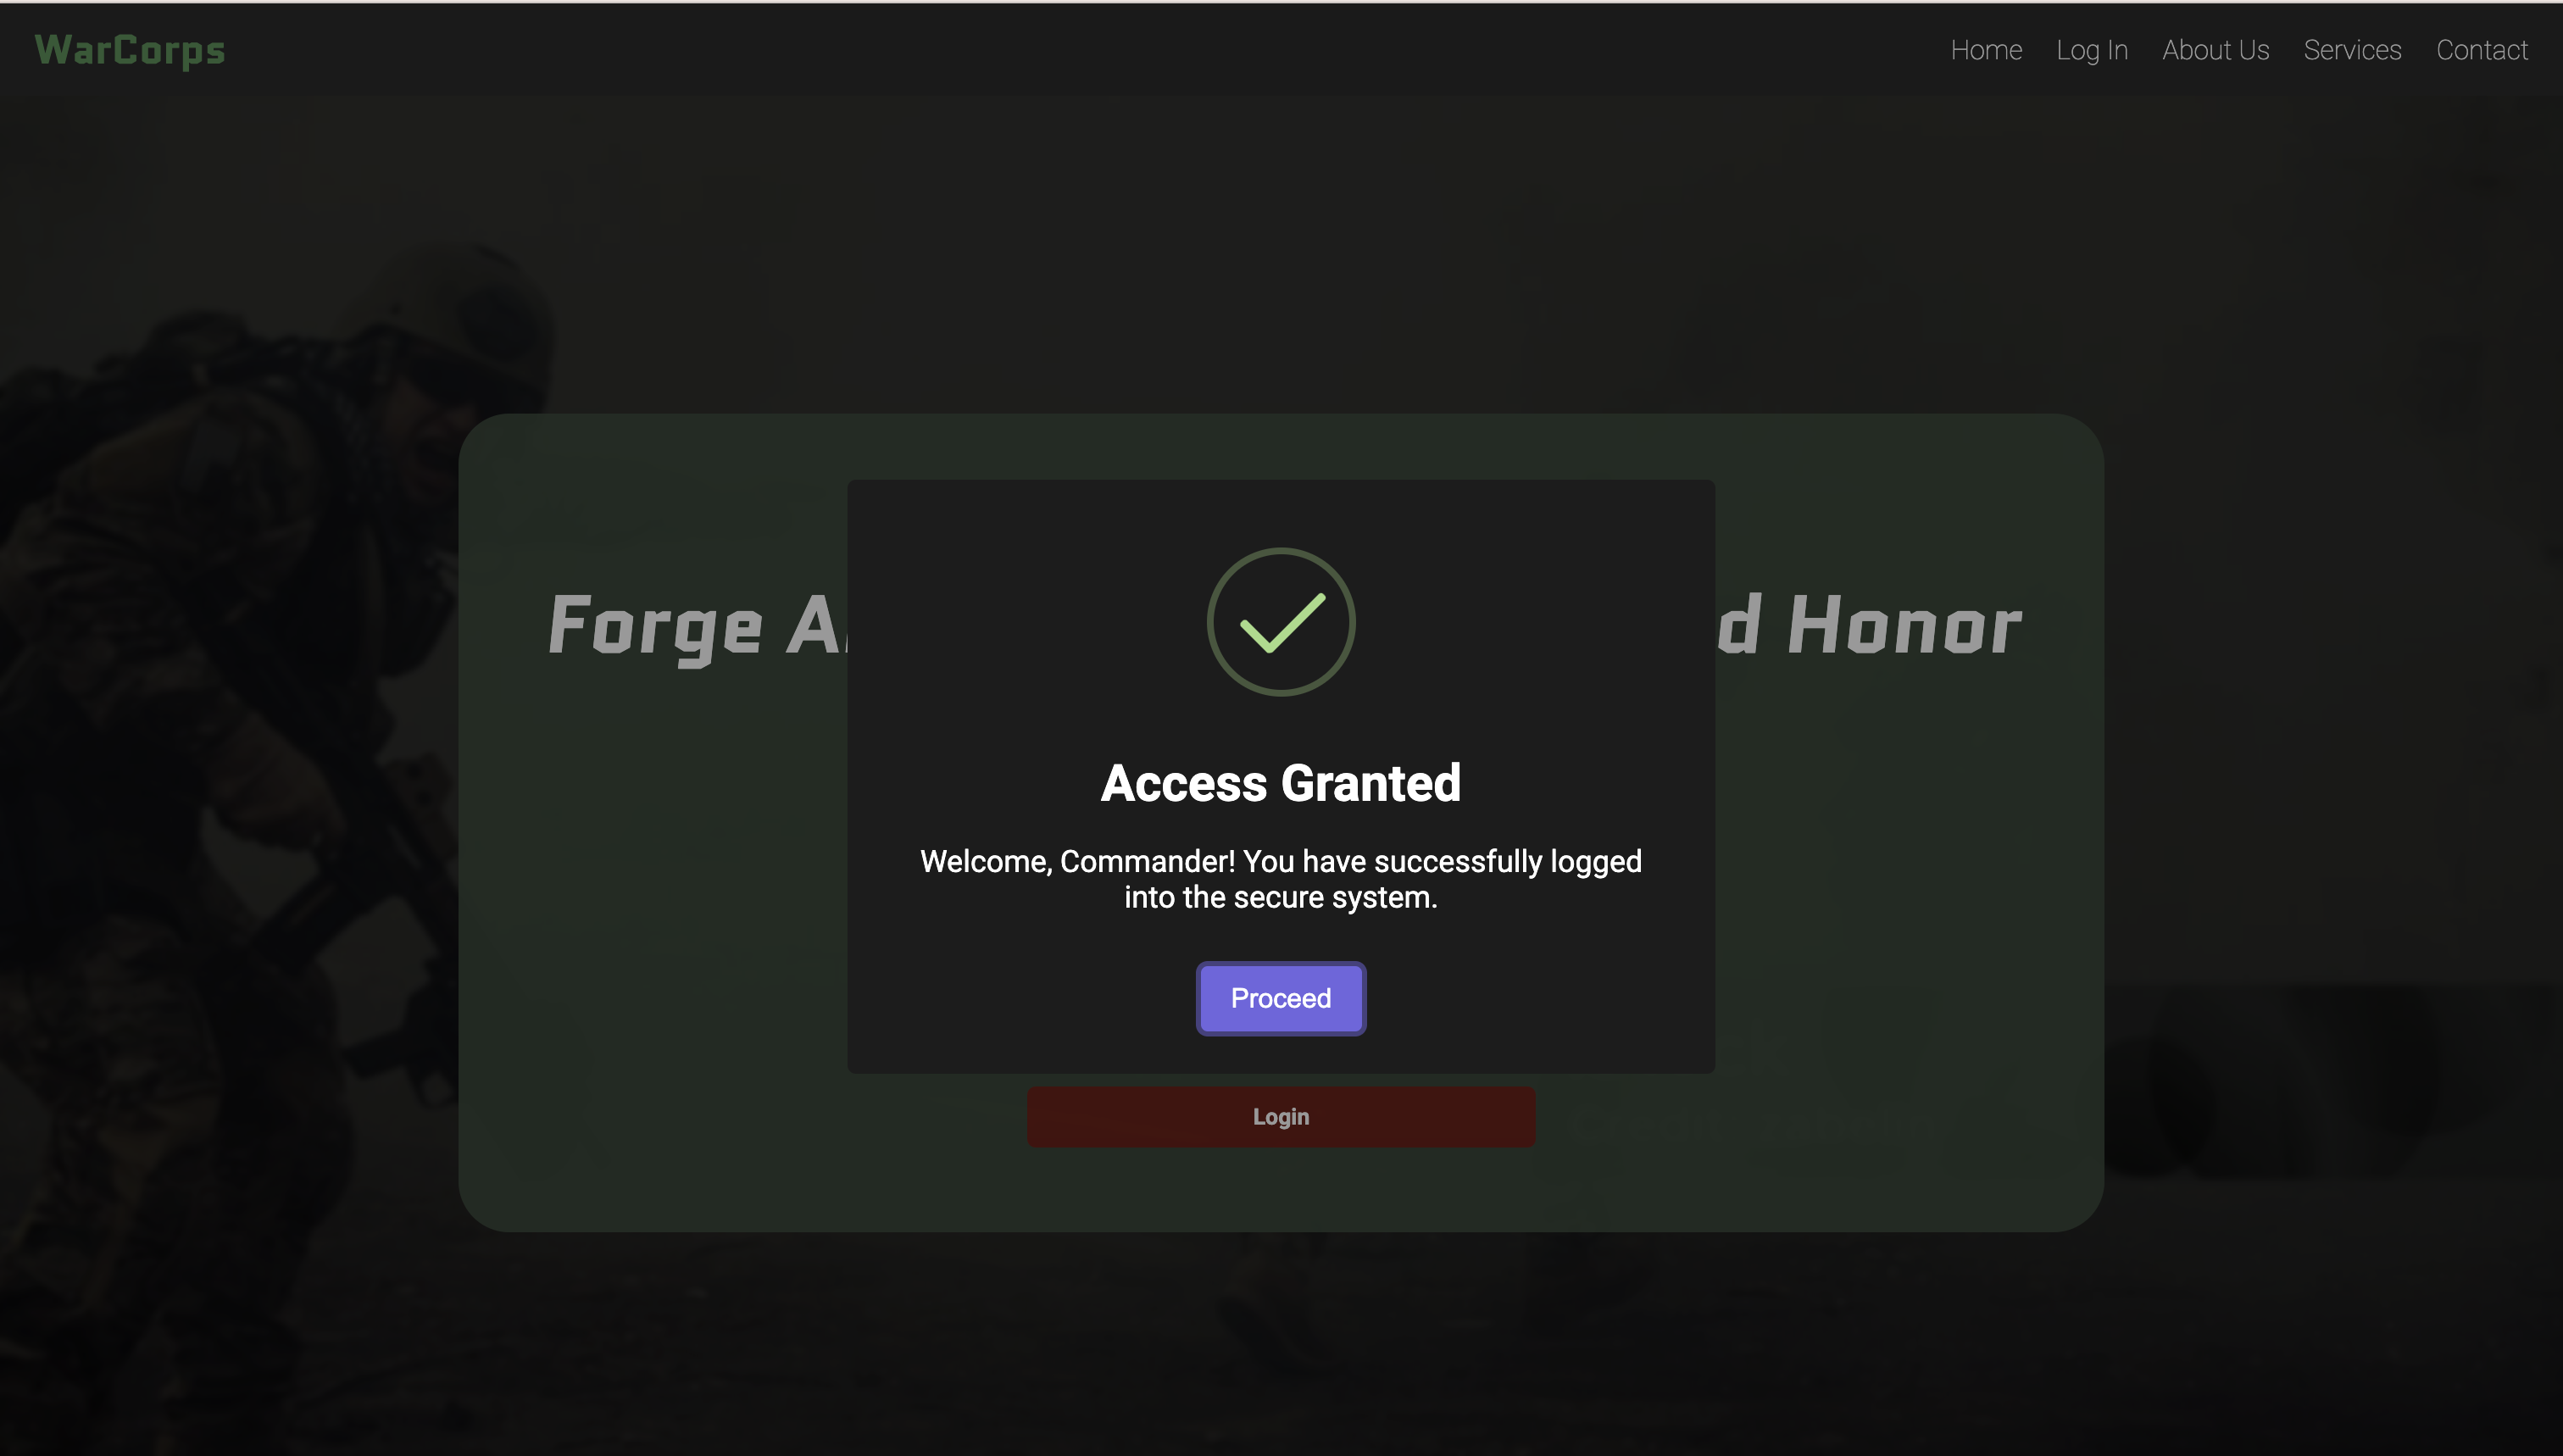 WarCorps
Home Log In About Us Services Contact
Forge A
d Honor
Access Granted
Welcome, Commander! You have successfully logged
into the secure system.
Proceed
Login